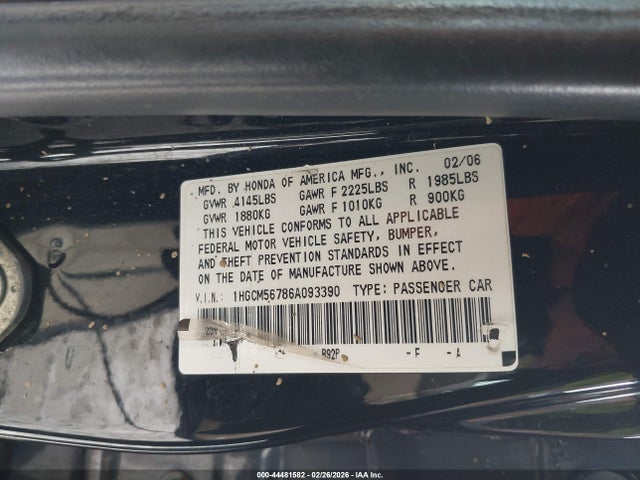 MFD. BY HONDA OF AMERICA MFG., INC. 02/06
GVWR 4145LBS GAWR F 2225LBS R 1985LBS
GVWR 1880KG GAWR F 1010KG R 900KG
THIS VEHICLE CONFORMS TO ALL APPLICABLE
FEDERAL MOTOR VEHICLE SAFETY, BUMPER,
AND THEFT PREVENTION STANDARDS IN EFFECT
ON THE DATE OF MANUFACTURE SHOWN ABOVE.
V.I.N.: 1HGCM56786A093390 TYPE: PASSENGER CAR
R92P -F -A
000-44481582 | 02/26/2026 | IAA Inc.